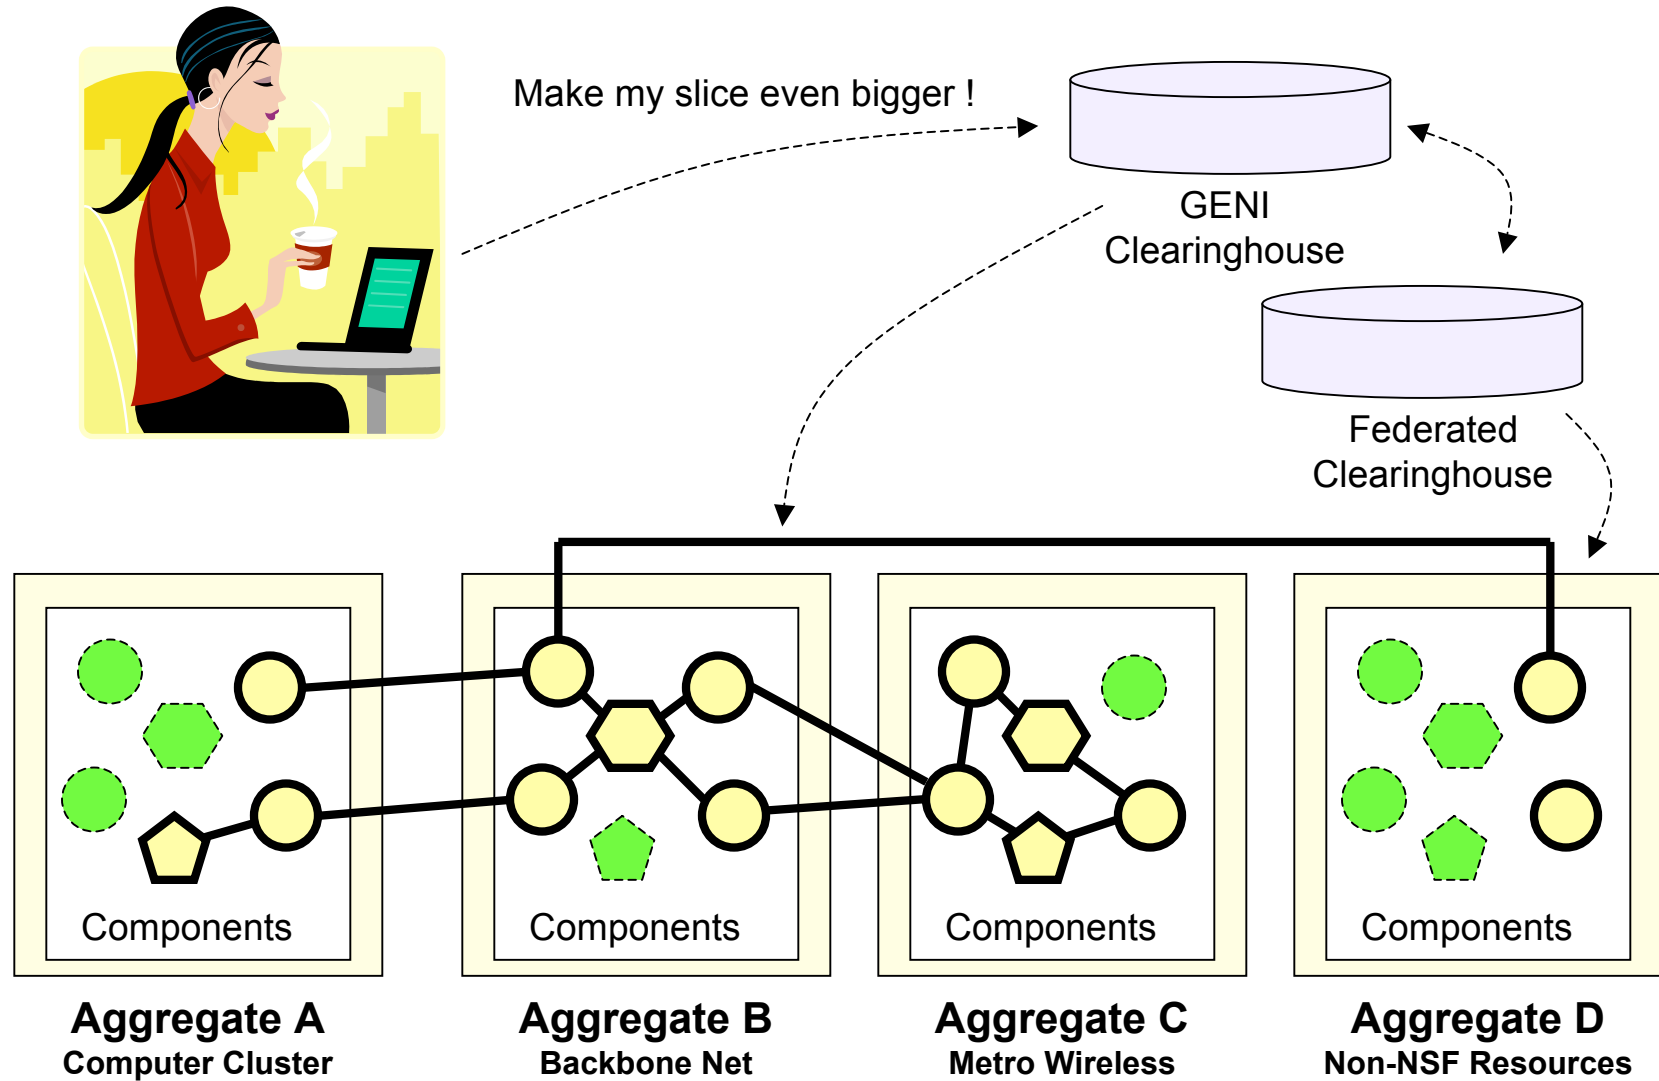 Make my slice even bigger !
GENI
Clearinghouse
Federated
Clearinghouse
Components
Components
Components
Components
Aggregate A
Computer Cluster
Aggregate B
Backbone Net
Aggregate C
Metro Wireless
Aggregate D
Non-NSF Resources